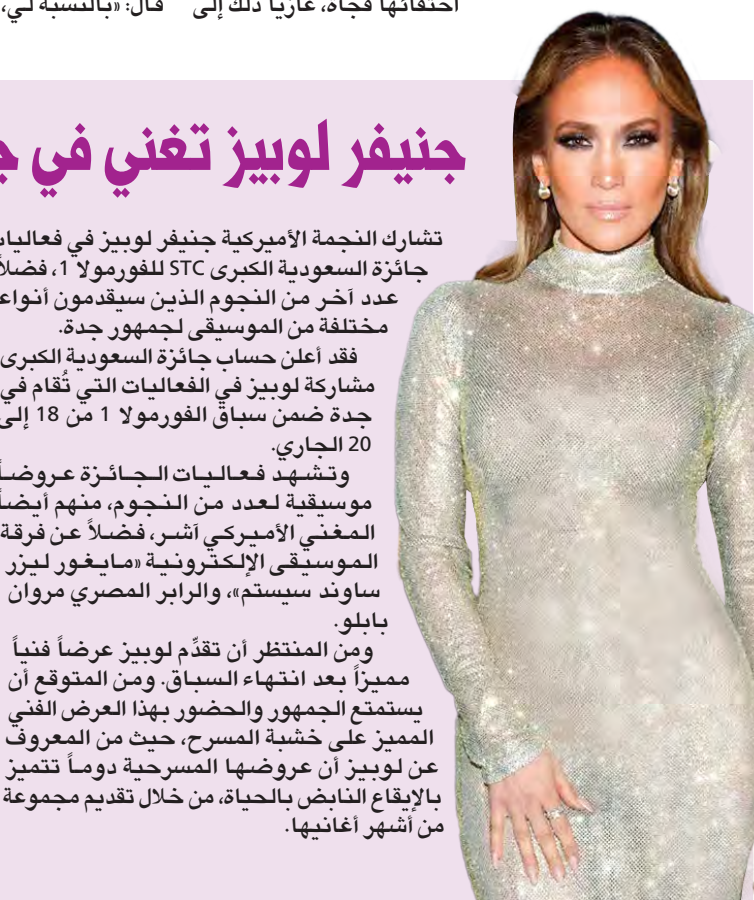 احتفائها فجأة، عازياً ذلك إلى
قال: «بالنسبة لي،
جنيفر لوبيز تغني في
تشارك النجمة الأميركية جنيفر لوبيز في فعاليات
جائزة السعودية الكبرى STC للفورمولا 1، فضلاً
عدد آخر من النجوم الذين سيقدمون أنواع
مختلفة من الموسيقى لجمهور جدة.
فقد أعلن حساب جائزة السعودية الكبرى
مشاركة لوبيز في الفعاليات التي تُقام في
جدة ضمن سباق الفورمولا 1 من 18 إلى
20 الجاري.
وتشهد فعاليات الجائزة عروضاً
موسيقية لعدد من النجوم، منهم أيضاً
المغني الأميركي آشر، فضلاً عن فرقة
الموسيقى الإلكترونية «مايغور ليزر
ساوند سيستم»، والرابر المصري مروان
بابلو.
ومن المنتظر أن تقدِّم لوبيز عرضاً فنياً
مميزاً بعد انتهاء السباق. ومن المتوقع أن
يستمتع الجمهور والحضور بهذا العرض الفني
المميز على خشبة المسرح، حيث من المعروف
عن لوبيز أن عروضها المسرحية دوماً تتميز
بالإيقاع النابض بالحياة، من خلال تقديم مجموعة
من أشهر أغانيها.